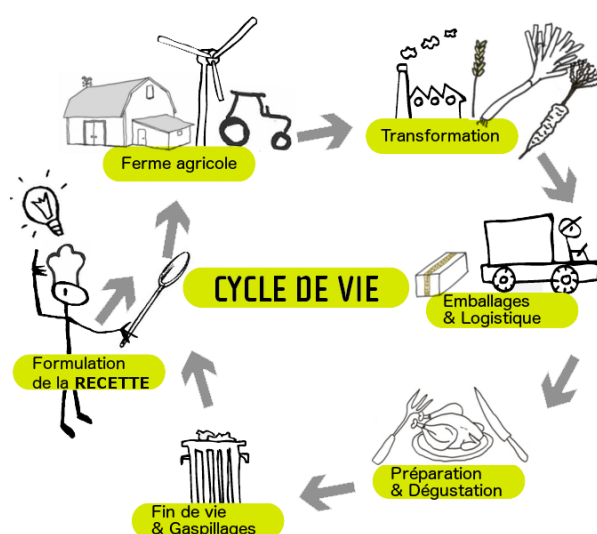 Ferme agricole
Transformation
CYCLE DE VIE
Emballages
& Logistique
Formulation
de la RECETTE
Préparation
& Dégustation
Fin de vie
& Gaspillages